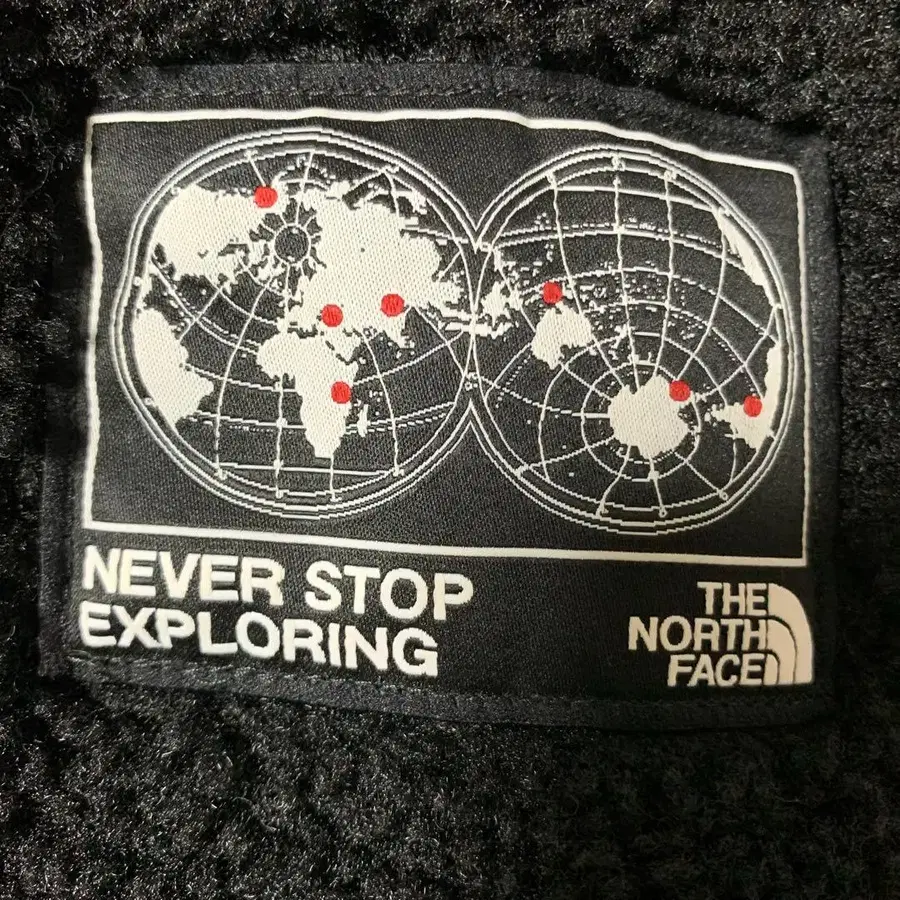 NEVER STOP
EXPLORING
THE
NORTH
FACE